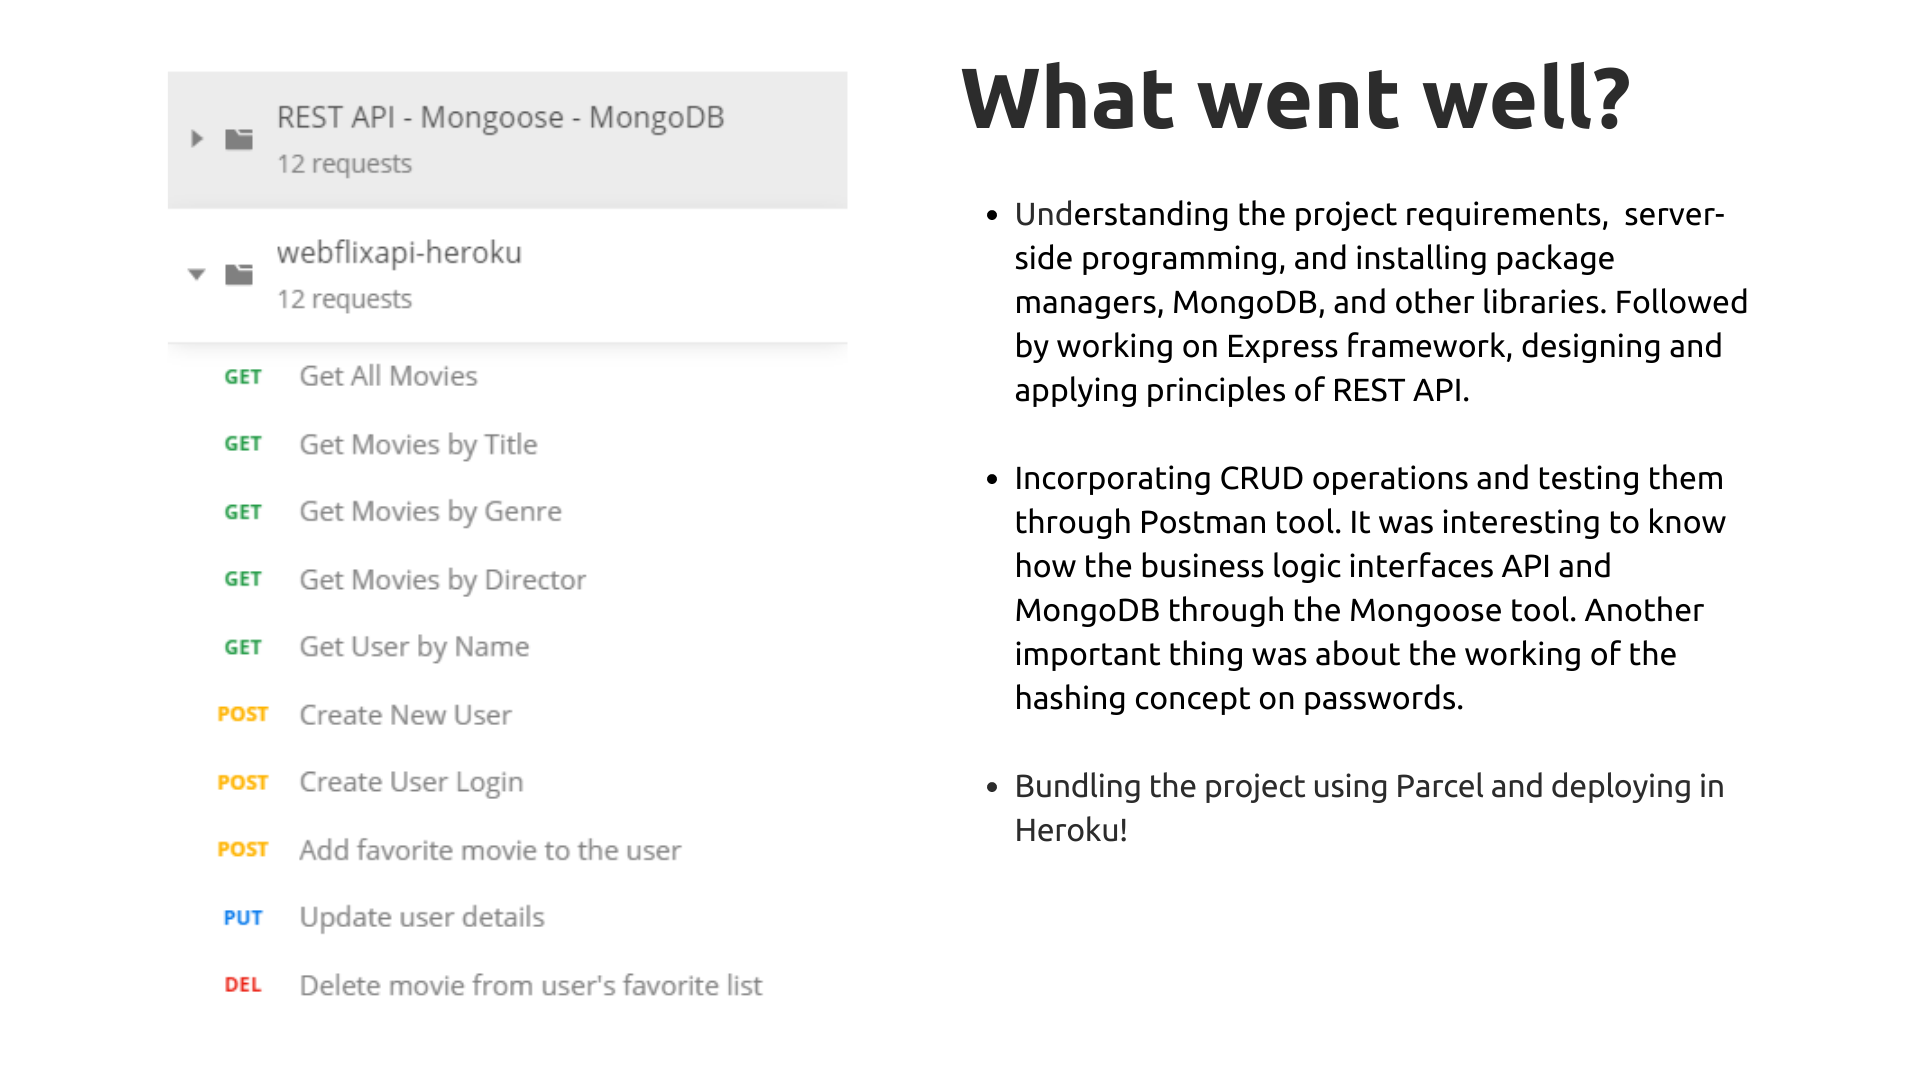 REST API - Mongoose - MongoDB
12 requests
webflixapi-heroku
12 requests
GET Get All Movies
GET Get Movies by Title
GET Get Movies by Genre
GET Get Movies by Director
GET Get User by Name
POST Create New User
POST Create User Login
POST Add favorite movie to the user
PUT Update user details
DEL Delete movie from user's favorite list
What went well?
• Understanding the project requirements,  server-
side programming, and installing package
managers, MongoDB, and other libraries. Followed
by working on Express framework, designing and
applying principles of REST API.
• Incorporating CRUD operations and testing them
through Postman tool. It was interesting to know
how the business logic interfaces API and
MongoDB through the Mongoose tool. Another
important thing was about the working of the
hashing concept on passwords.
• Bundling the project using Parcel and deploying in
Heroku!